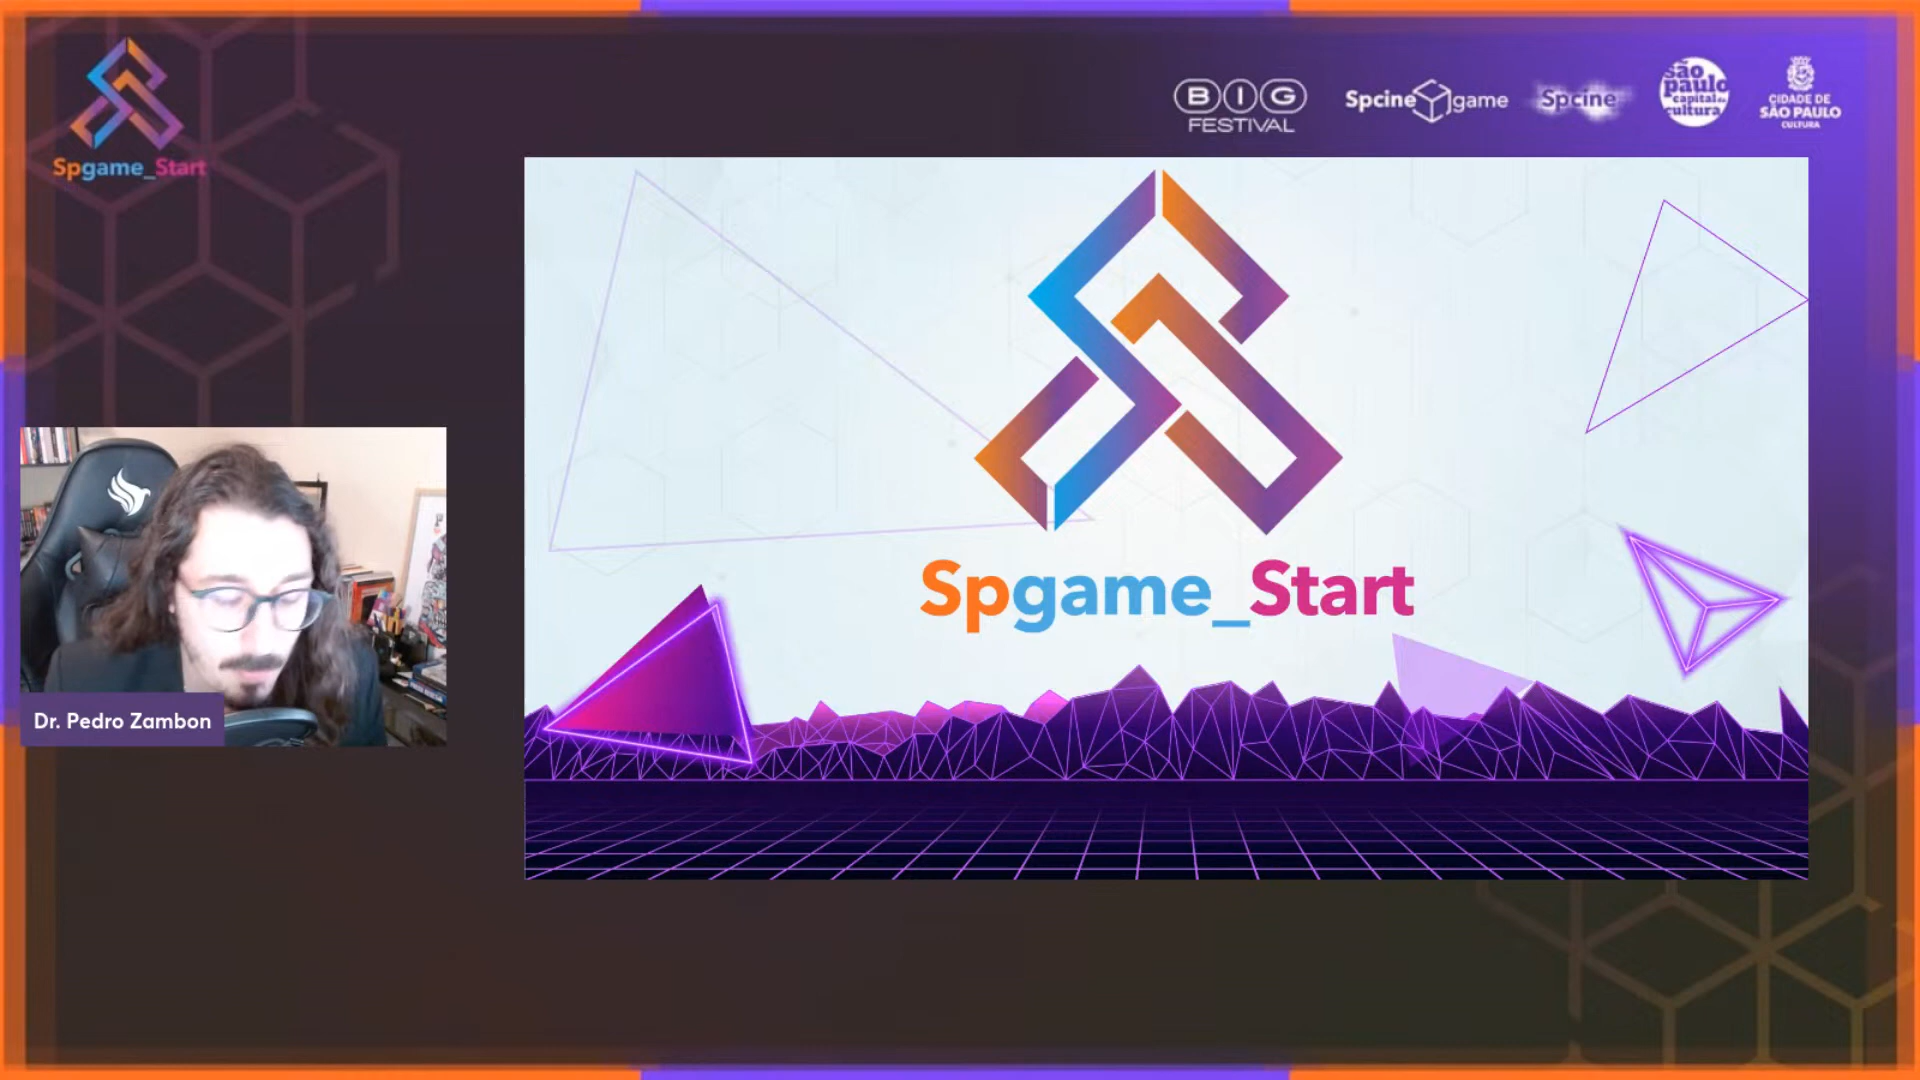 Spgame_Start
BIG
FESTIVAL
Spcine game
Spcine
são
paulo
capital da
cultura
CIDADE DE
SÃO PAULO
CULTURA
Spgame_Start
Dr. Pedro Zambon